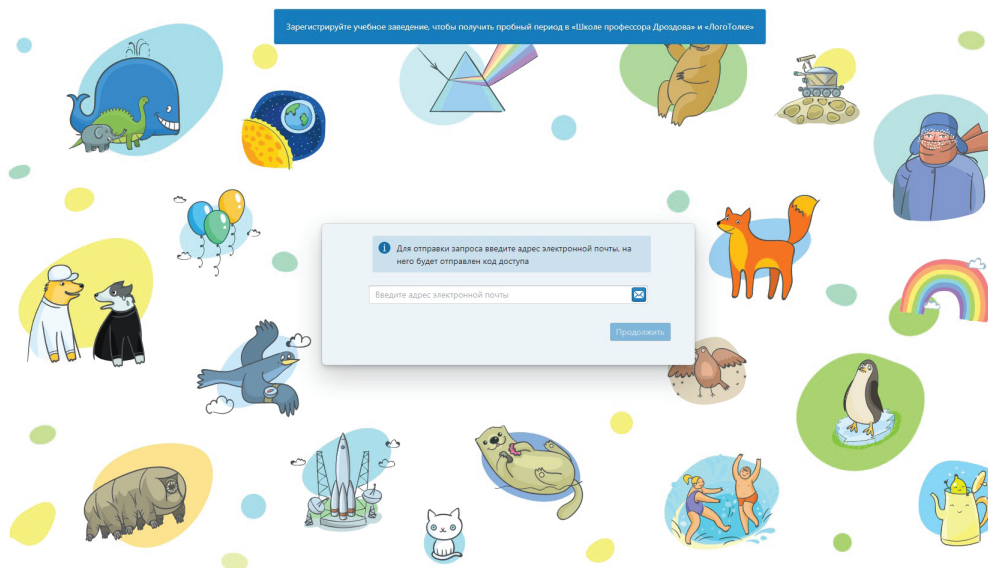 Зарегистрируйте учебное заведение, чтобы получить пробный период в «Школе профессора Дроздова» и «ЛогоТолке»
Для отправки запроса введите адрес электронной почты, на
него будет отправлен код доступа
Введите адрес электронной почты
Продолжить